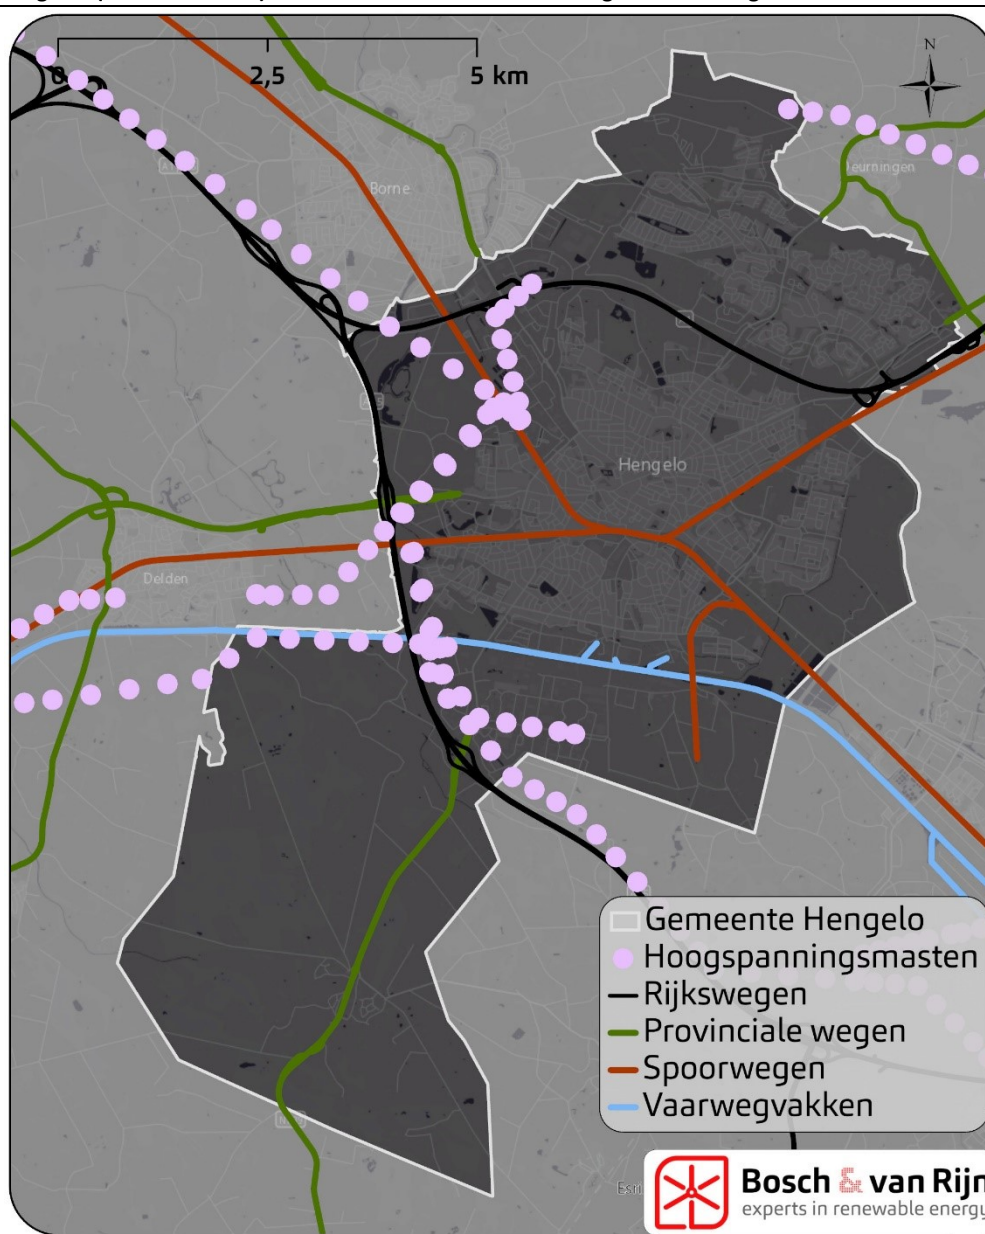 N
0
2,5
5 km
Borne
Deurningen
Hengelo
Delden
Gemeente Hengelo
Hoogspanningsmasten
Rijkswegen
Provinciale wegen
Spoorwegen
Vaarwegvakken
Bosch & van Rijn
experts in renewable energy